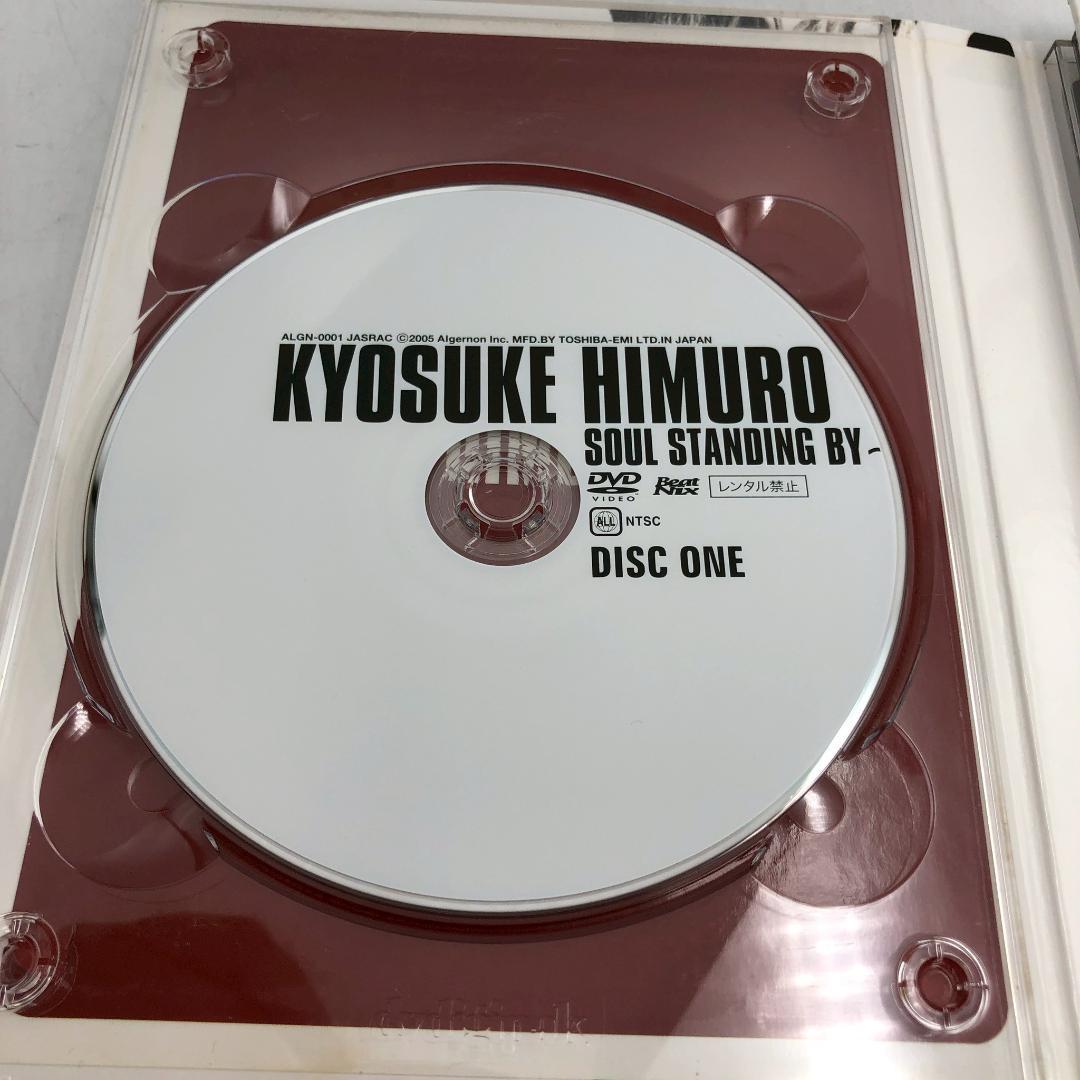 ALGN-0001 JASRAC ©2005 Algernon Inc. MFD.BY TOSHIBA-EMI LTD.IN JAPAN
KYOSUKE HIMURO
SOUL STANDING BY~
DVD VIDEO Beat Nix レンタル禁止
ALL NTSC
DISC ONE